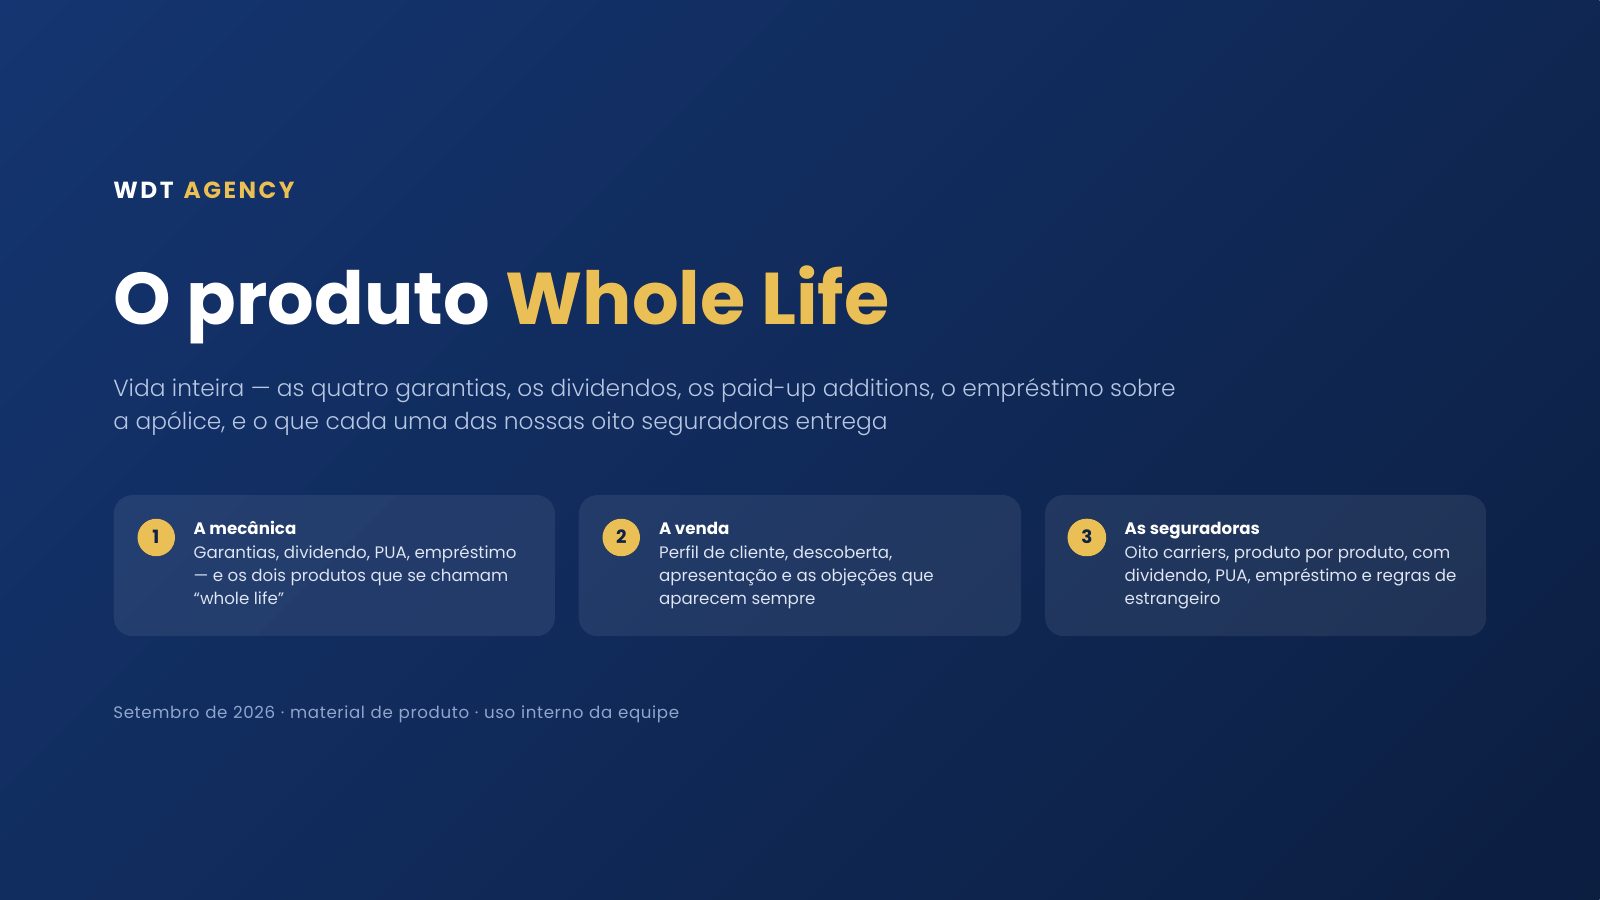 WDT AGENCY
O produto Whole Life
Vida inteira — as quatro garantias, os dividendos, os paid-up additions, o empréstimo sobre
a apólice, e o que cada uma das nossas oito seguradoras entrega
1
A mecânica
Garantias, dividendo, PUA, empréstimo
— e os dois produtos que se chamam
“whole life”
2
A venda
Perfil de cliente, descoberta,
apresentação e as objeções que
aparecem sempre
3
As seguradoras
Oito carriers, produto por produto, com
dividendo, PUA, empréstimo e regras de
estrangeiro
Setembro de 2026 · material de produto · uso interno da equipe